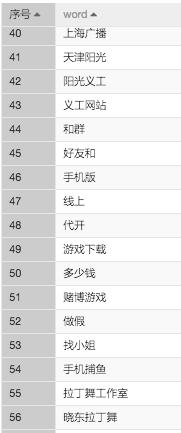 序号 word
40 上海广播
41 天津阳光
42 阳光义工
43 义工网站
44 和群
45 好友和
46 手机版
47 线上
48 代开
49 游戏下载
50 多少钱
51 赌博游戏
52 做假
53 找小姐
54 手机捕鱼
55 拉丁舞工作室
56 晓东拉丁舞